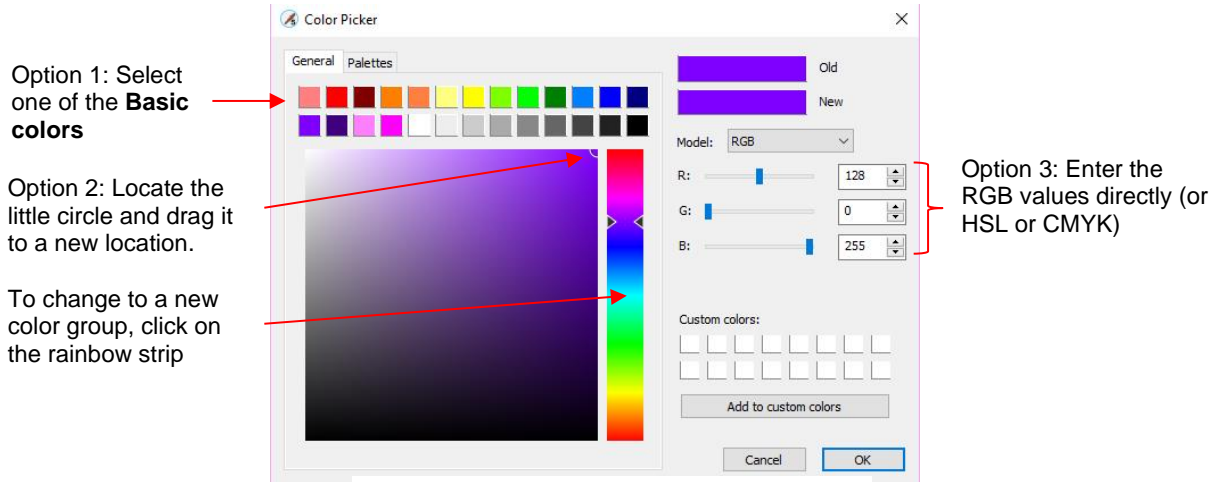 Color Picker
General Palettes
Old
New
Model: RGB
R: 128
G: 0
B: 255
Custom colors:
Add to custom colors
Cancel OK
Option 1: Select
one of the Basic
colors
Option 2: Locate the
little circle and drag it
to a new location.
To change to a new
color group, click on
the rainbow strip
Option 3: Enter the
RGB values directly (or
HSL or CMYK)